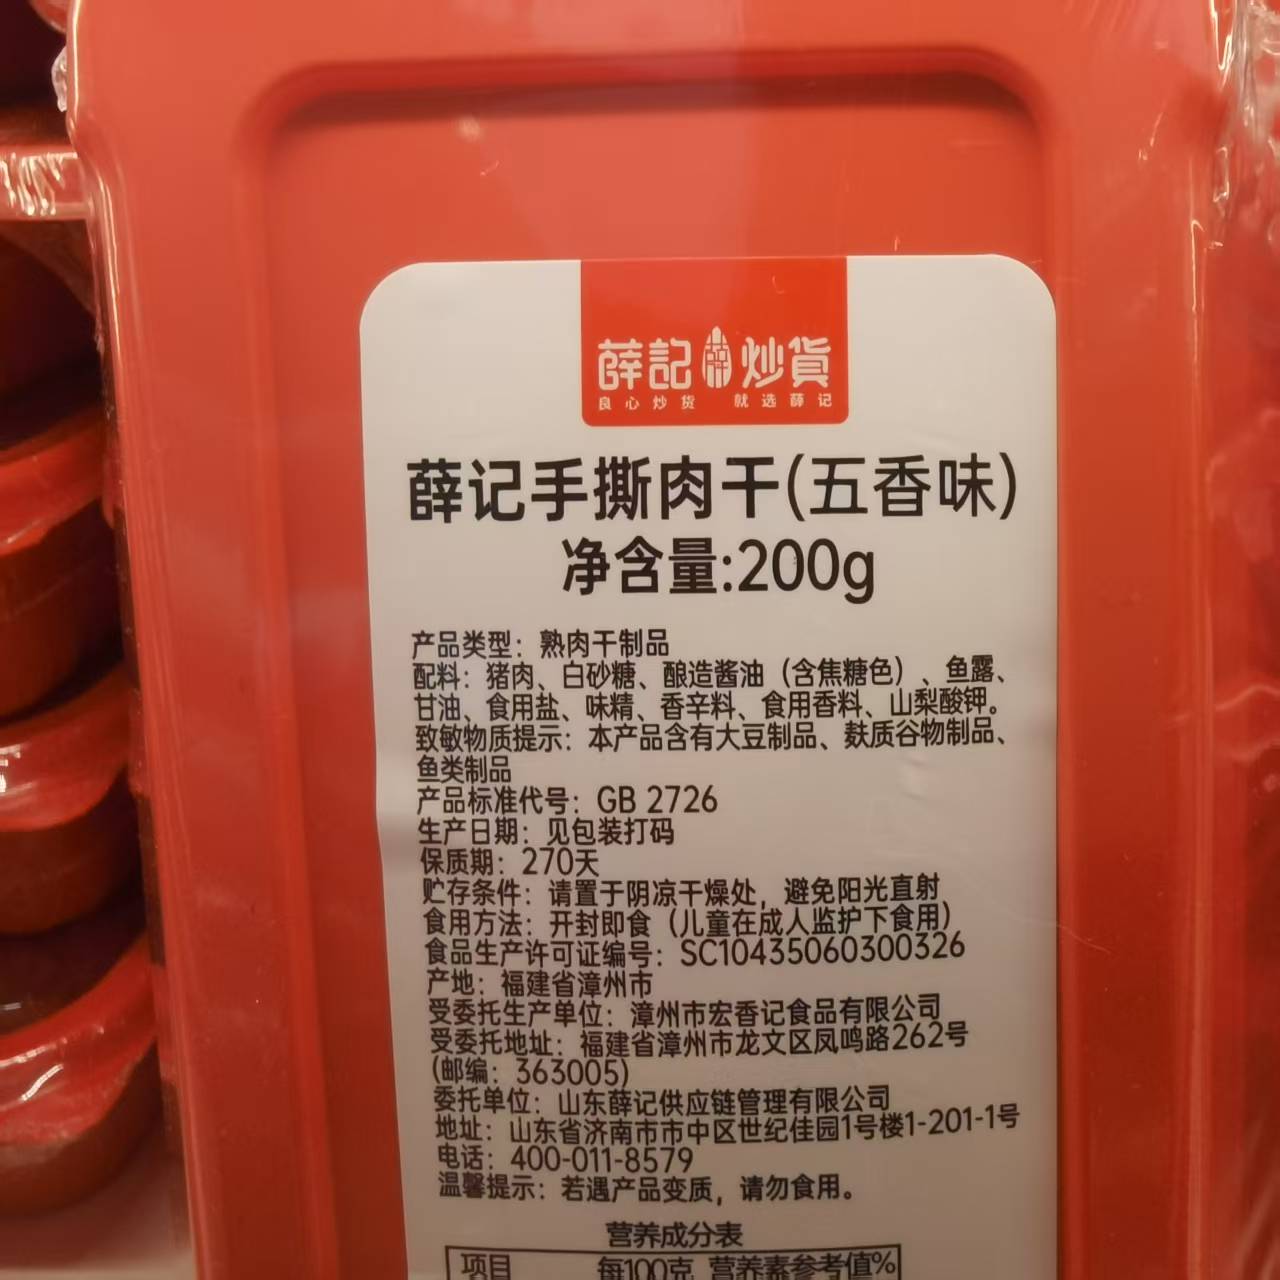 薛記炒貨
良心炒货 就选薛记
薛记手撕肉干(五香味)
净含量:200g
产品类型：熟肉干制品
配料：猪肉、白砂糖、酿造酱油（含焦糖色）、鱼露、
甘油、食用盐、味精、香辛料、食用香料、山梨酸钾。
致敏物质提示：本产品含有大豆制品、麸质谷物制品、
鱼类制品
产品标准代号：GB 2726
生产日期：见包装打码
保质期：270天
贮存条件：请置于阴凉干燥处，避免阳光直射
食用方法：开封即食（儿童在成人监护下食用）
食品生产许可证编号：SC10435060300326
产地：福建省漳州市
受委托生产单位：漳州市宏香记食品有限公司
受委托地址：福建省漳州市龙文区凤鸣路262号
(邮编：363005)
委托单位：山东薛记供应链管理有限公司
地址：山东省济南市市中区世纪佳园1号楼1-201-1号
电话：400-011-8579
温馨提示：若遇产品变质，请勿食用。
营养成分表
项目 每100克 营养素参考值%